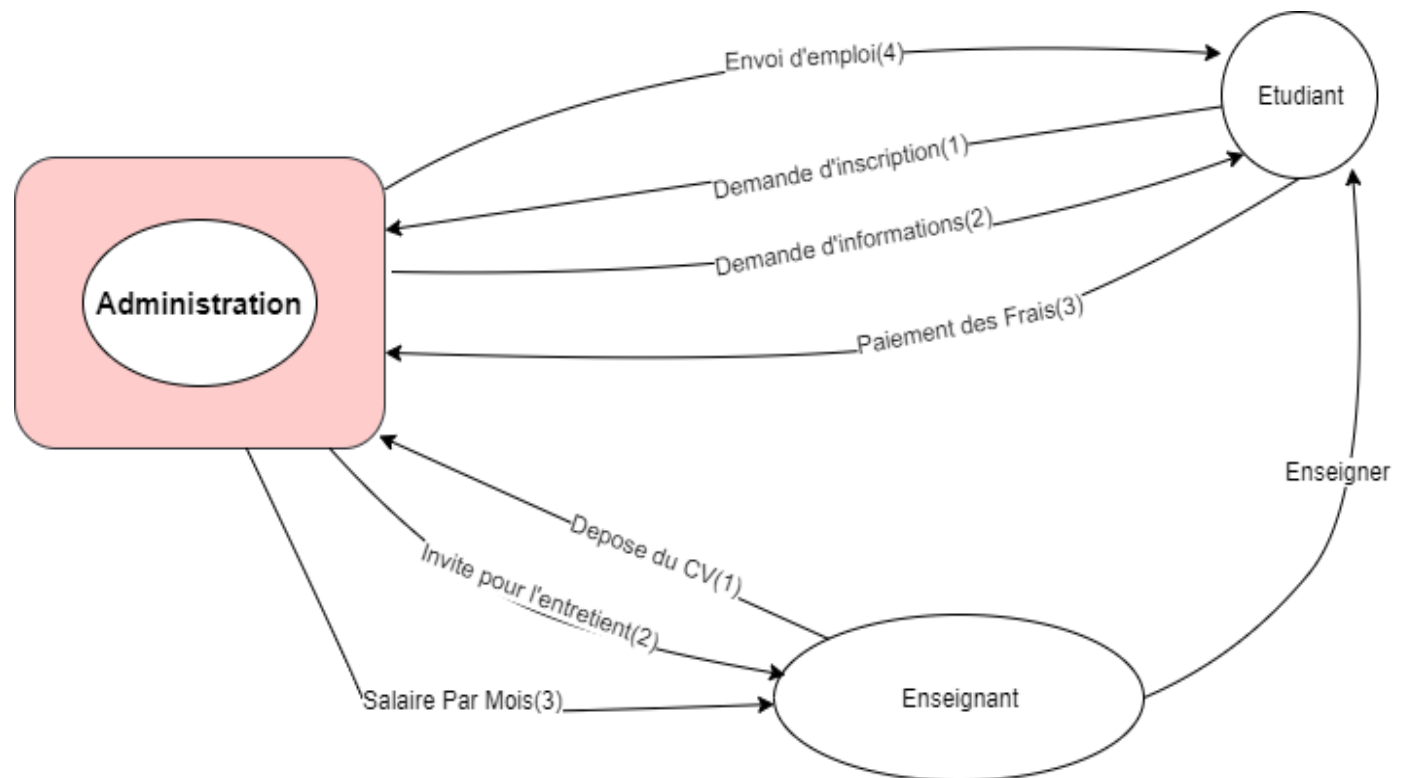 Envoi d'emploi(4)
Etudiant
Demande d'inscription(1)
Demande d'informations(2)
Administration
Paiement des Frais(3)
Enseigner
Depose du CV(1)
Invite pour l'entretient(2)
Salaire Par Mois(3)
Enseignant